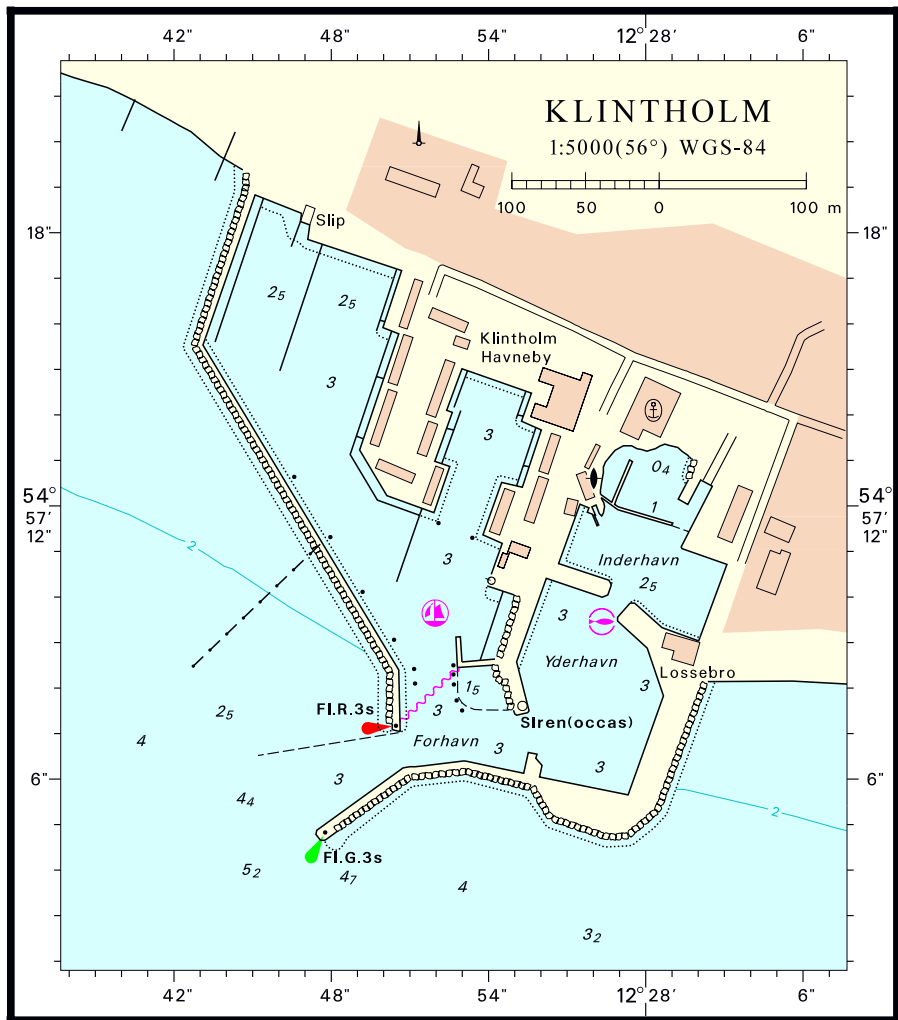 42" 48" 54" 12°28' 6"
KLINTHOLM
1:5000(56°) WGS-84
100 50 0 100 m
18" 18"
Slip
2₅ 2₅
Klintholm
Havneby
3
3
0₄
54° 54°
57' 57'
12" 12"
1
2
3
Inderhavn
2₅
3
Yderhavn
Lossebro
3
1₅
Fl.R.3s
2₅
3
SIren(occas)
4
Forhavn
3
3
6" 6"
3
4₄
2
Fl.G.3s
5₂
4₇
4
3₂
42" 48" 54" 12°28' 6"